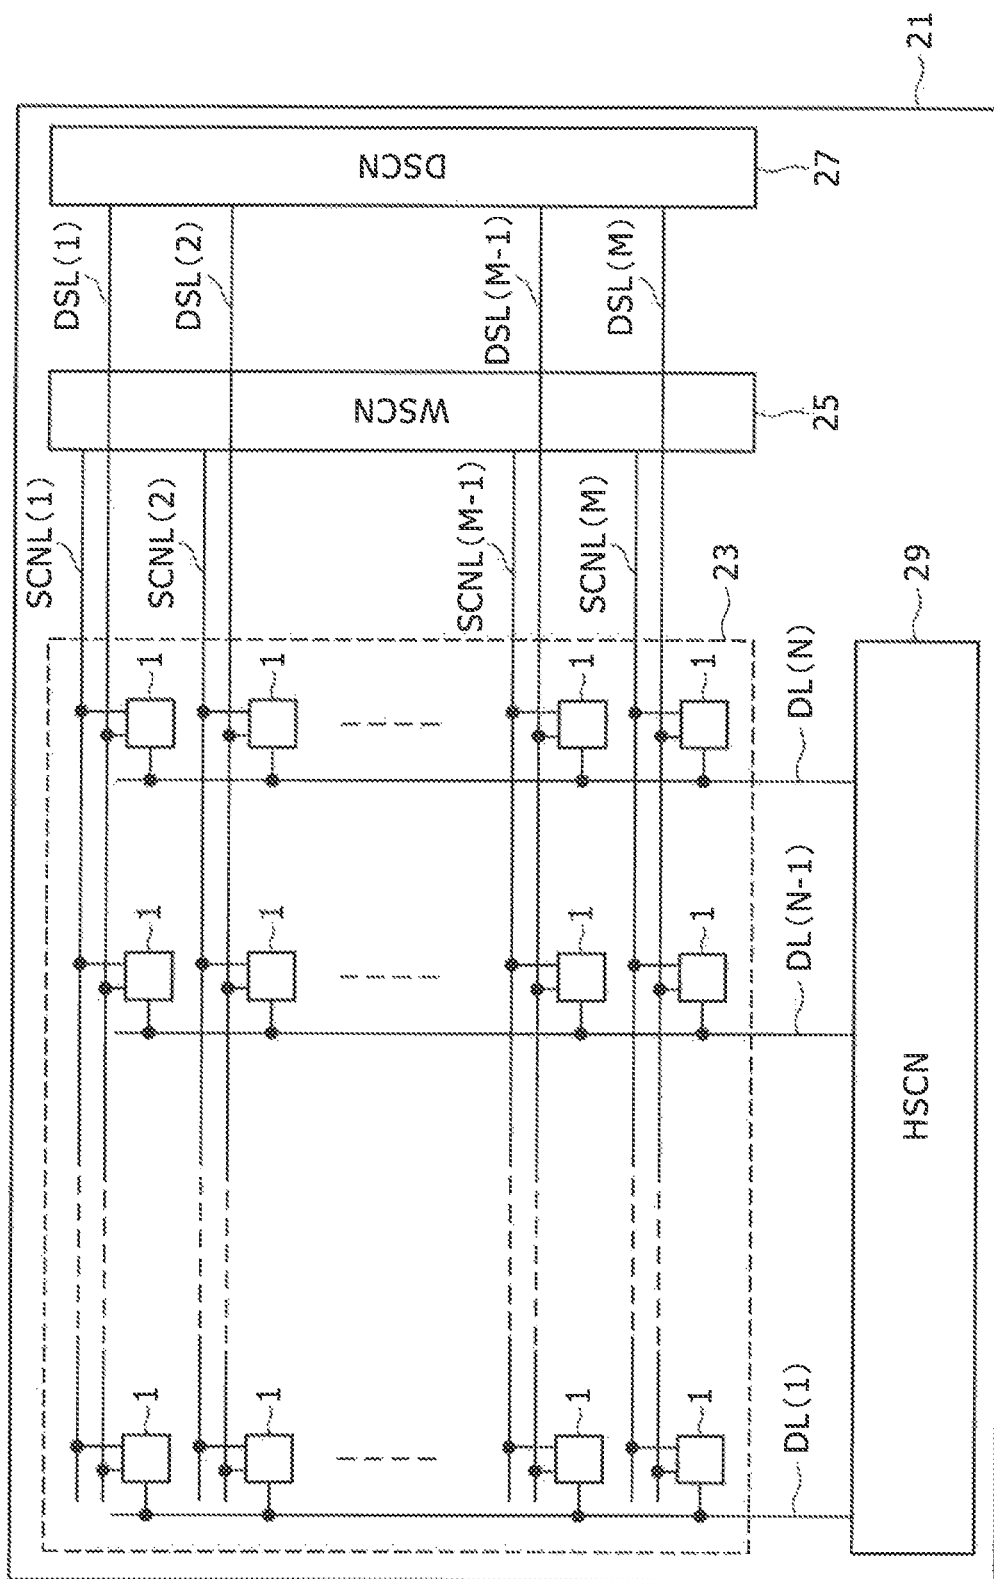 21
DSCN
27
DSL(1)
DSL(2)
DSL(M-1)
DSL(M)
WSCN
25
SCNL(1)
SCNL(2)
SCNL(M-1)
SCNL(M)
23
29
1
1
1
1
DL(N)
1
1
1
1
DL(N-1)
HSCN
1
1
1
1
DL(1)